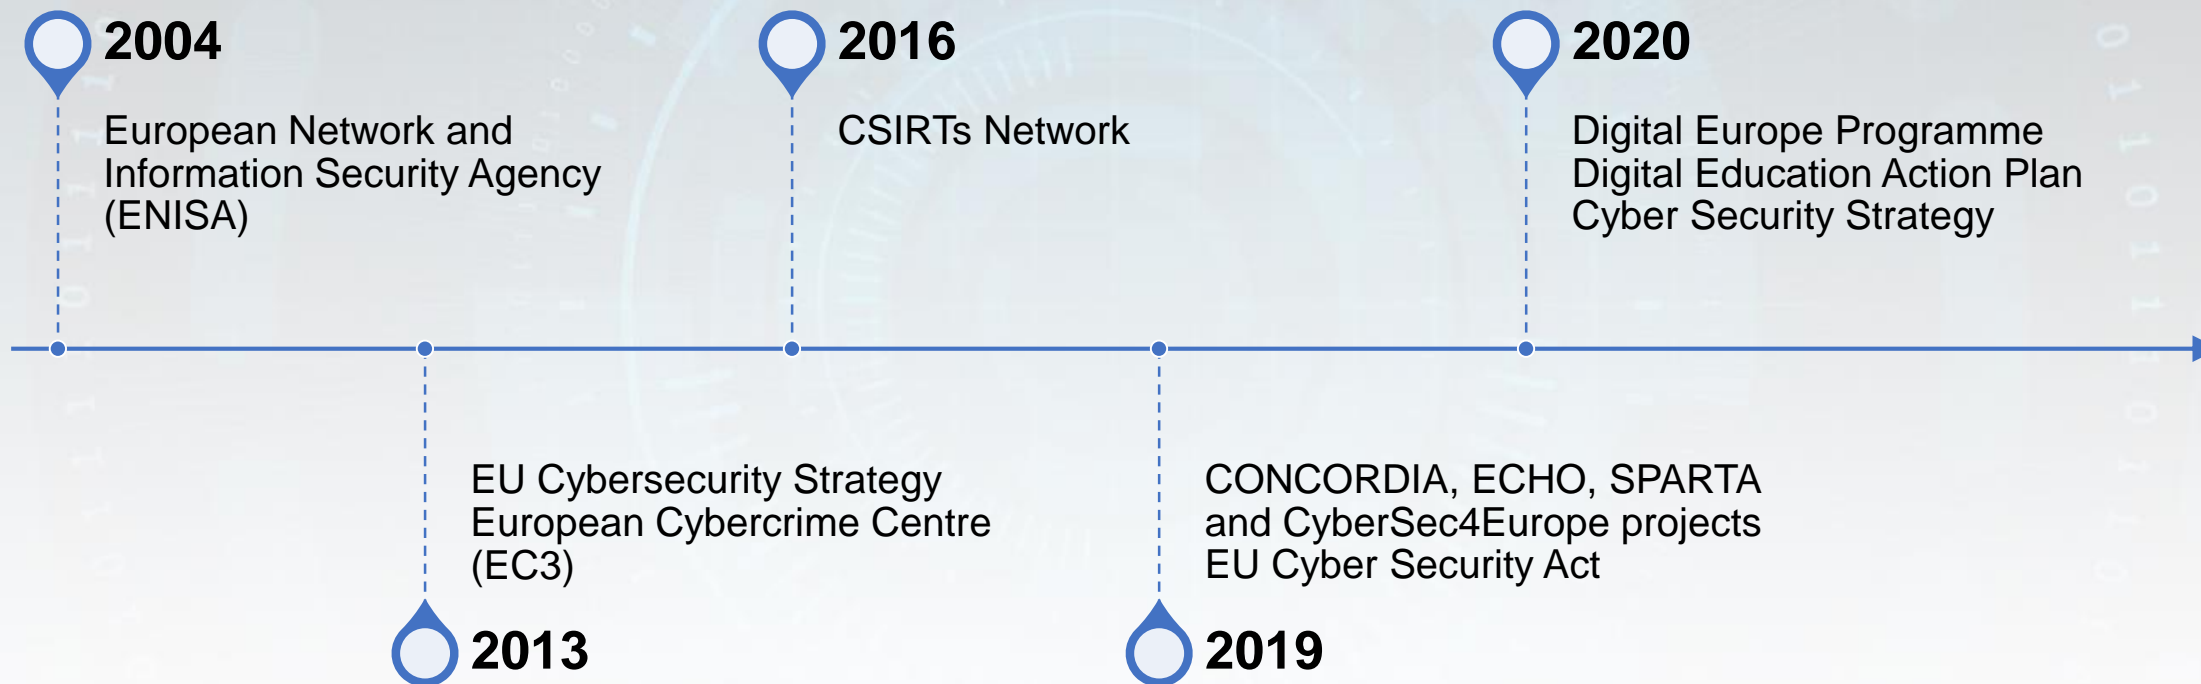 2004
European Network and
Information Security Agency
(ENISA)
2013
EU Cybersecurity Strategy
European Cybercrime Centre
(EC3)
2016
CSIRTs Network
2019
CONCORDIA, ECHO, SPARTA
and CyberSec4Europe projects
EU Cyber Security Act
2020
Digital Europe Programme
Digital Education Action Plan
Cyber Security Strategy